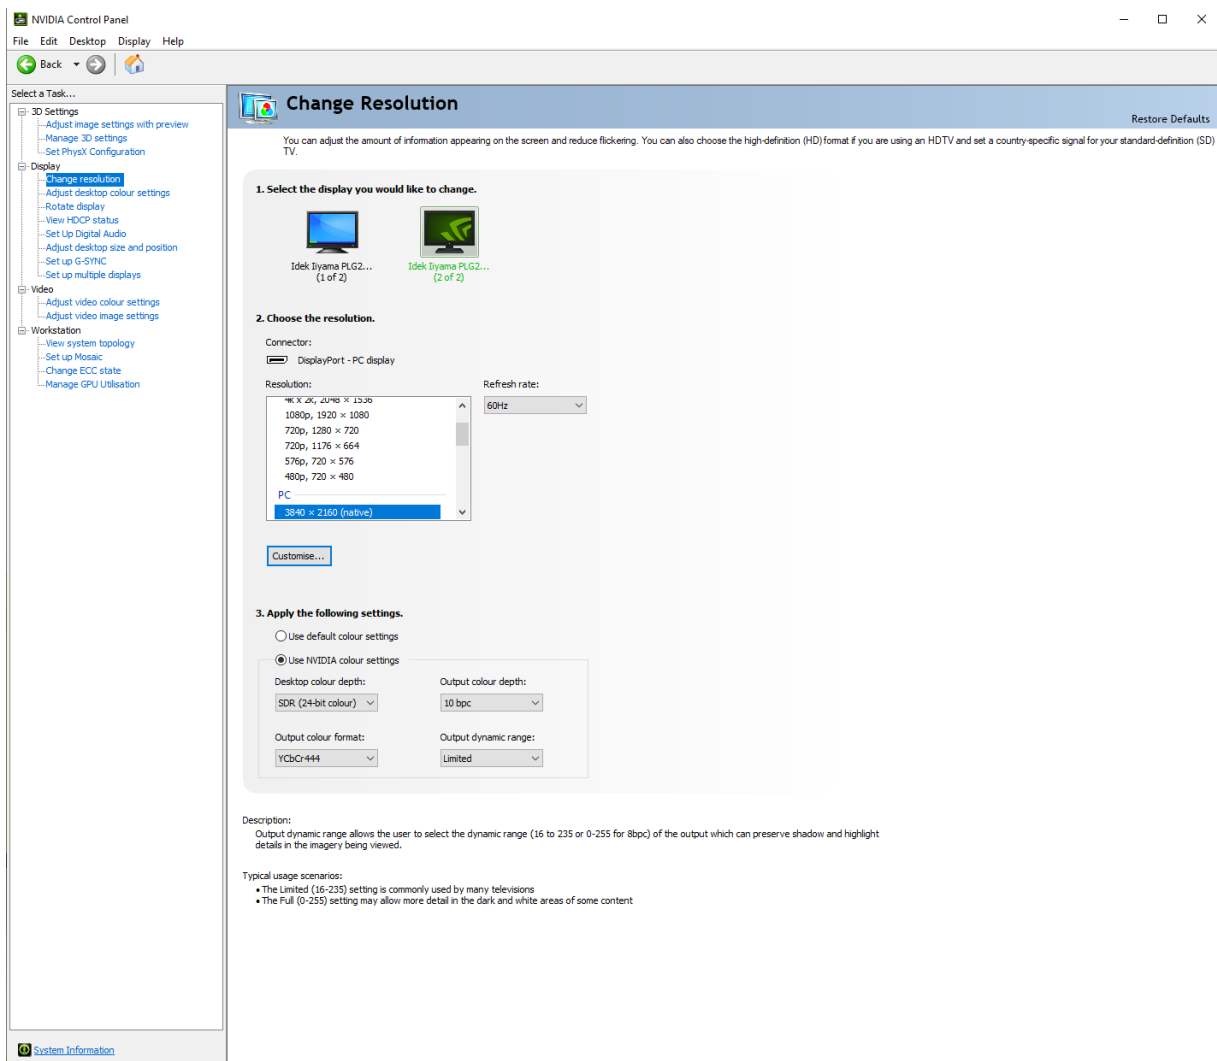 NVIDIA Control Panel
File Edit Desktop Display Help
Back
Select a Task...
3D Settings
Adjust image settings with preview
Manage 3D settings
Set PhysX Configuration
Display
Change resolution
Adjust desktop colour settings
Rotate display
View HDCP status
Set Up Digital Audio
Adjust desktop size and position
Set up G-SYNC
Set up multiple displays
Video
Adjust video colour settings
Adjust video image settings
Workstation
View system topology
Set up Mosaic
Change ECC state
Manage GPU Utilisation
System Information
Change Resolution
Restore Defaults
You can adjust the amount of information appearing on the screen and reduce flickering. You can also choose the high-definition (HD) format if you are using an HDTV and set a country-specific signal for your standard-definition (SD)
TV.
1. Select the display you would like to change.
Idek Iiyama PLG2...
(1 of 2)
Idek Iiyama PLG2...
(2 of 2)
2. Choose the resolution.
Connector:
DisplayPort - PC display
Resolution:
Refresh rate:
4k x 2k, 2048 × 1536
60Hz
1080p, 1920 × 1080
720p, 1280 × 720
720p, 1176 × 664
576p, 720 × 576
480p, 720 × 480
PC
3840 × 2160 (native)
Customise...
3. Apply the following settings.
Use default colour settings
Use NVIDIA colour settings
Desktop colour depth:
Output colour depth:
SDR (24-bit colour)
10 bpc
Output colour format:
Output dynamic range:
YCbCr444
Limited
Description:
Output dynamic range allows the user to select the dynamic range (16 to 235 or 0-255 for 8bpc) of the output which can preserve shadow and highlight
details in the imagery being viewed.
Typical usage scenarios:
• The Limited (16-235) setting is commonly used by many televisions
• The Full (0-255) setting may allow more detail in the dark and white areas of some content